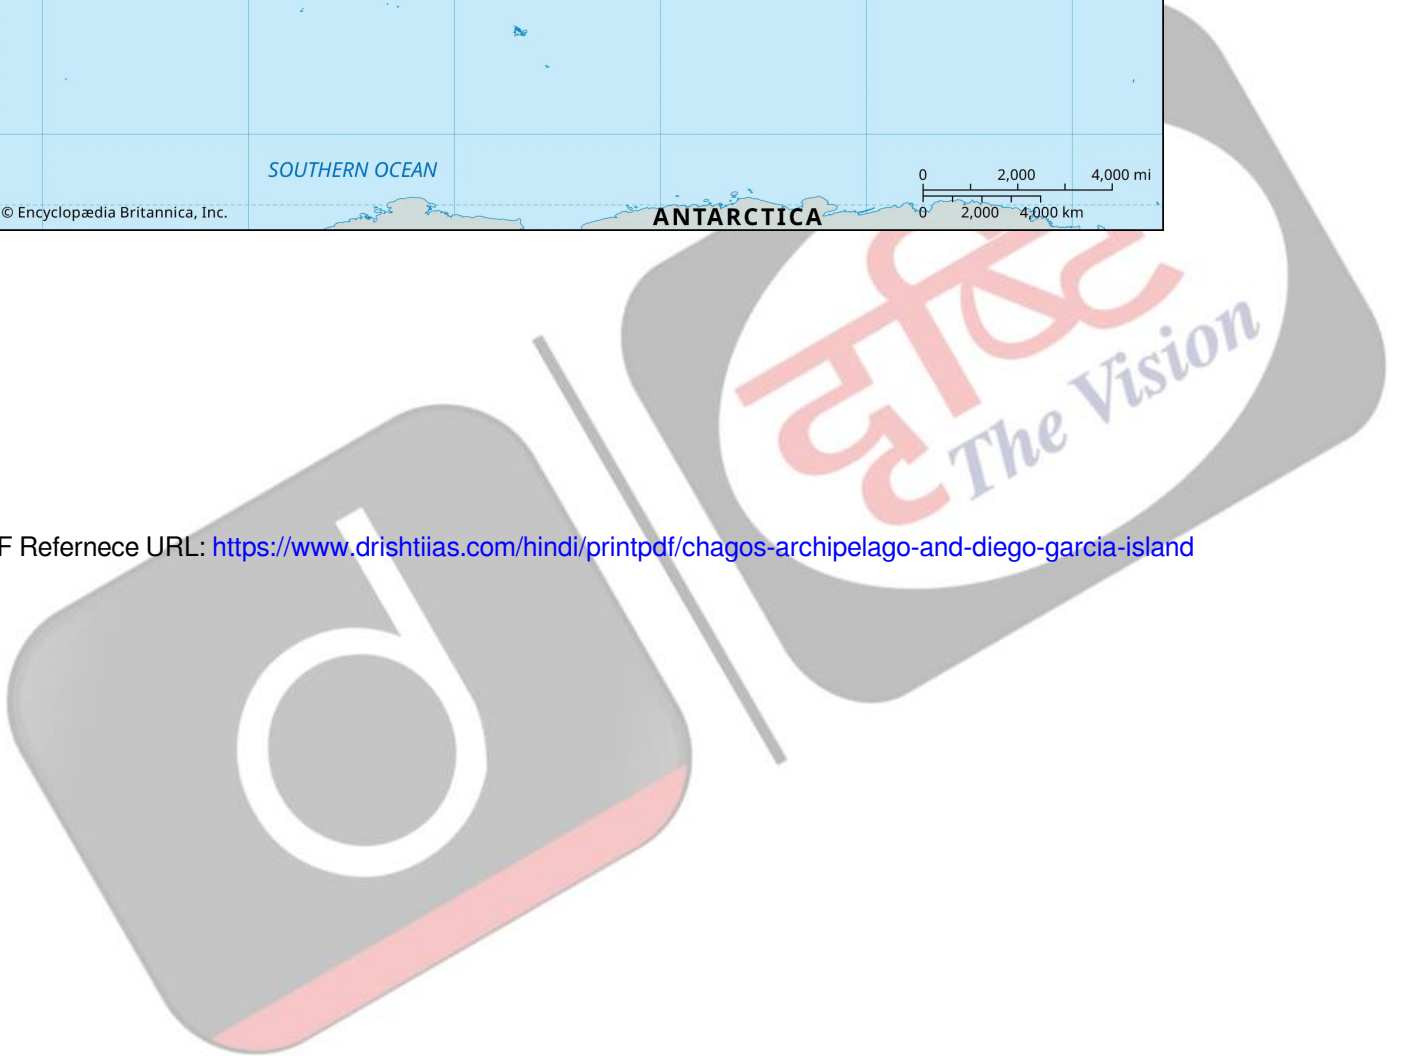 SOUTHERN OCEAN
0 2,000 4,000 mi
© Encyclopædia Britannica, Inc.
ANTARCTICA
0 2,000 4,000 km
दृष्टि
The Vision
F Refernece URL: https://www.drishtiias.com/hindi/printpdf/chagos-archipelago-and-diego-garcia-island
d